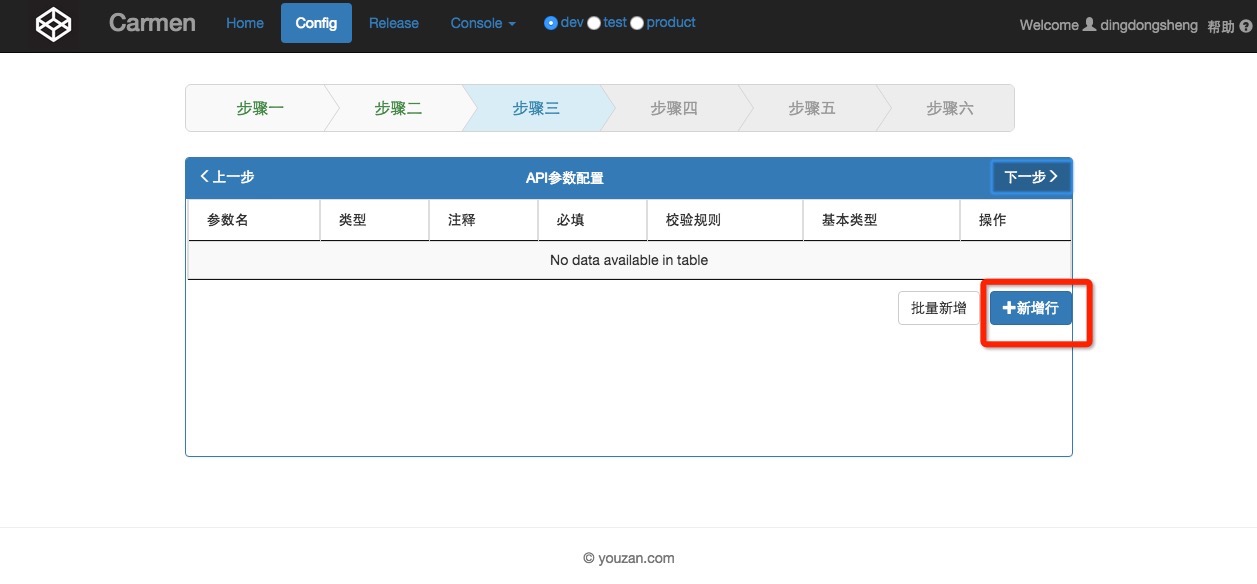 Carmen Home Config Release Console dev test product Welcome dingdongsheng 帮助
步骤一 步骤二 步骤三 步骤四 步骤五 步骤六
上一步 API参数配置 下一步
参数名 类型 注释 必填 校验规则 基本类型 操作
No data available in table
批量新增 新增行
© youzan.com